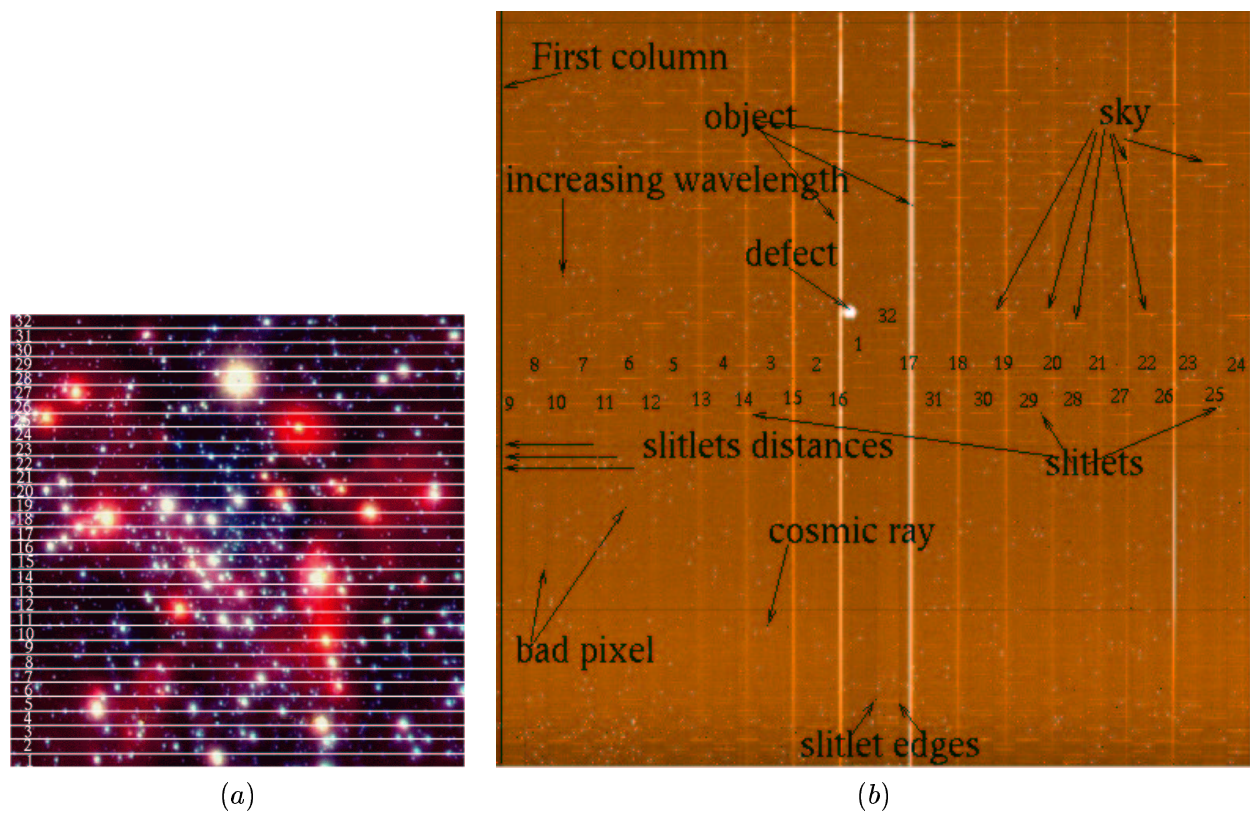 32
31
30
29
28
27
26
25
24
23
22
21
20
19
18
17
16
15
14
13
12
11
10
9
8
7
6
5
4
3
2
1
(a)
First column
object
sky
increasing wavelength
defect
32
1
8 7 6 5 4 3 2 17 18 19 20 21 22 23 24
9 10 11 12 13 14 15 16 31 30 29 28 27 26 25
slitlets distances
slitlets
cosmic ray
bad pixel
slitlet edges
(b)